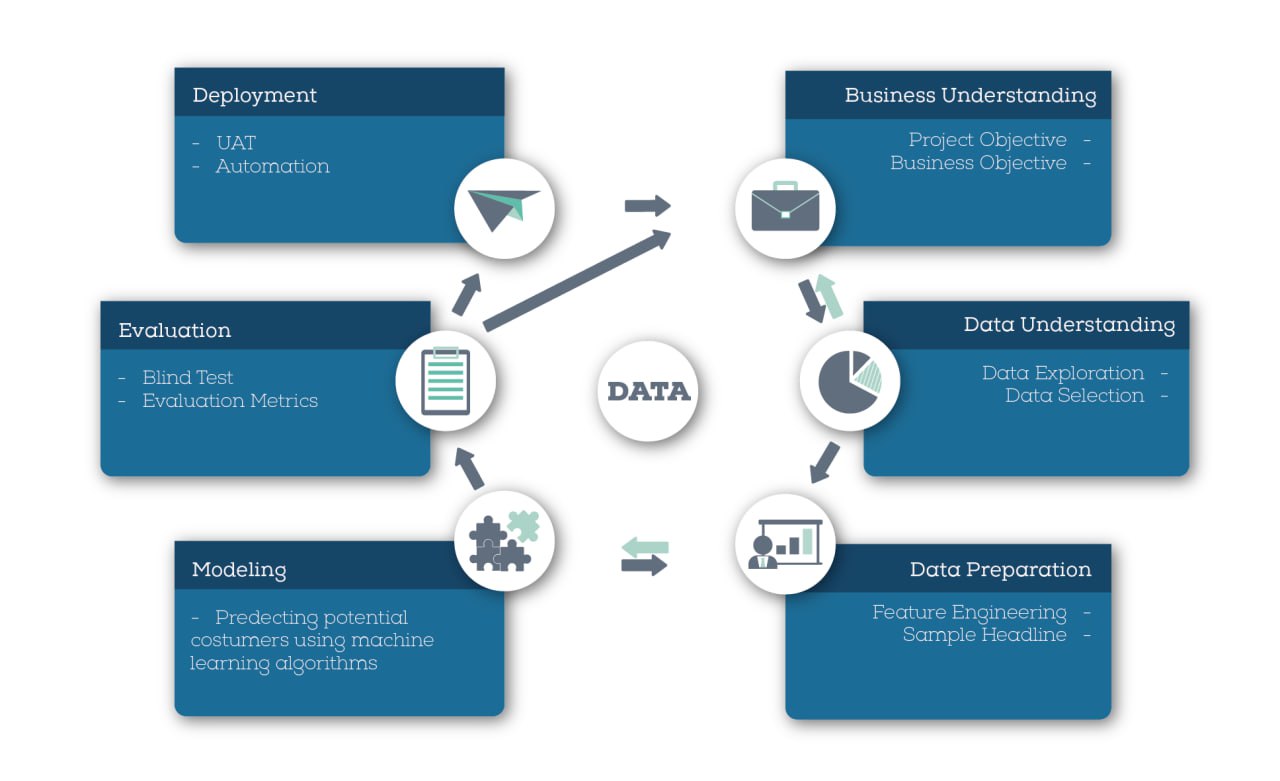 Deployment
- UAT
- Automation
Business Understanding
Project Objective -
Business Objective -
Evaluation
- Blind Test
- Evaluation Metrics
DATA
Data Understanding
Data Exploration -
Data Selection -
Modeling
- Predecting potential
costumers using machine
learning algorithms
Data Preparation
Feature Engineering -
Sample Headline -